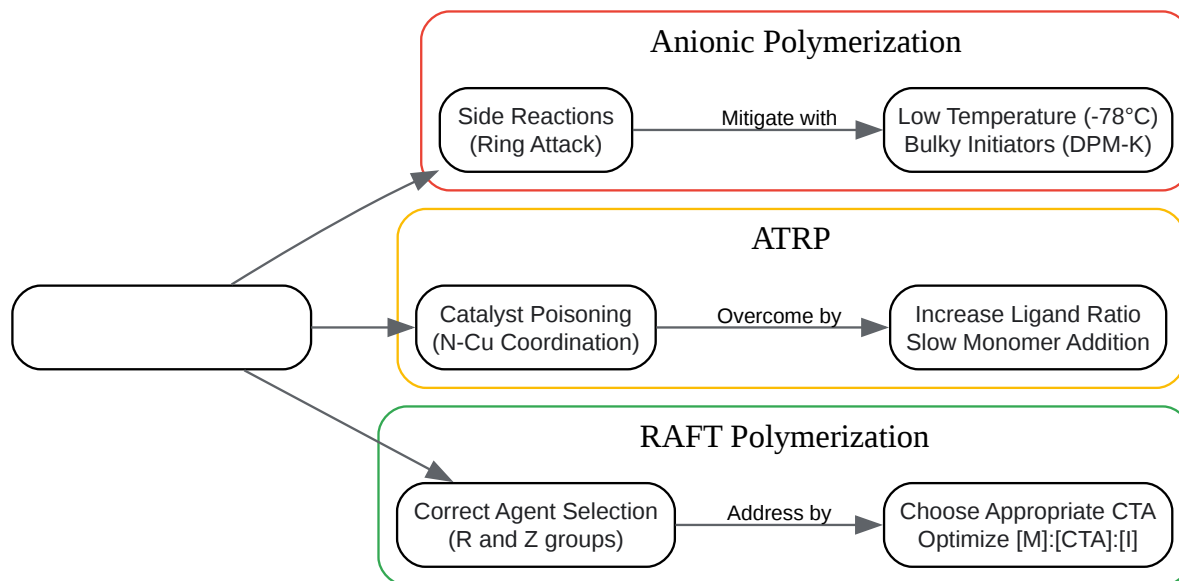 Anionic Polymerization
Side Reactions
(Ring Attack)
Mitigate with
Low Temperature (-78°C)
Bulky Initiators (DPM-K)
ATRP
Catalyst Poisoning
(N-Cu Coordination)
Overcome by
Increase Ligand Ratio
Slow Monomer Addition
RAFT Polymerization
Correct Agent Selection
(R and Z groups)
Address by
Choose Appropriate CTA
Optimize [M]:[CTA]:[I]